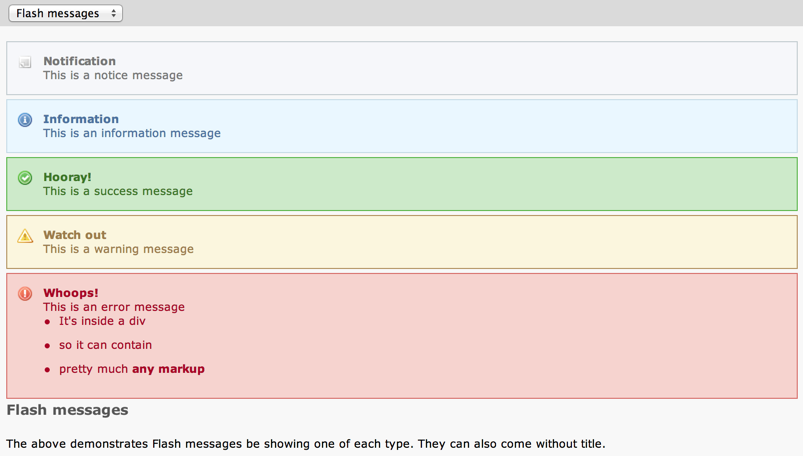 Flash messages
Notification
This is a notice message
Information
This is an information message
Hooray!
This is a success message
Watch out
This is a warning message
Whoops!
This is an error message
• It's inside a div
• so it can contain
• pretty much any markup
Flash messages
The above demonstrates Flash messages be showing one of each type. They can also come without title.